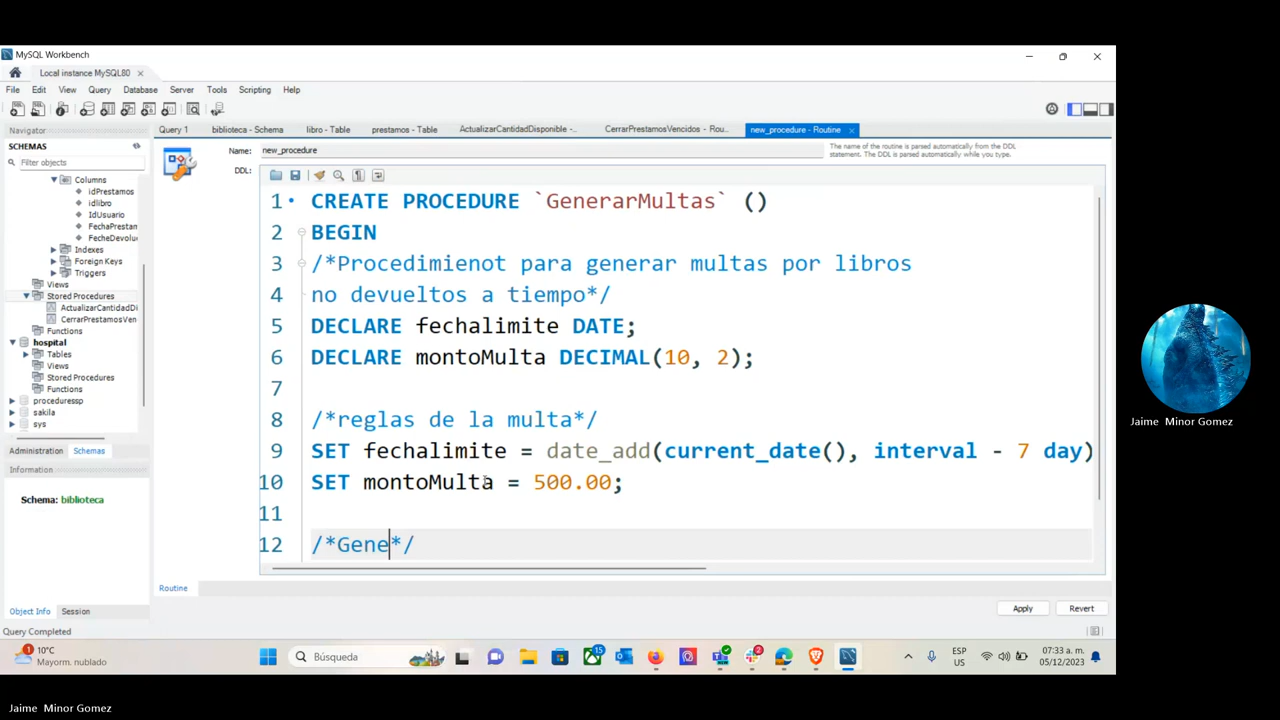 MySQL Workbench
Local instance MySQL80
File Edit View Query Database Server Tools Scripting Help
Navigator
SCHEMAS
Filter objects
Columns
idPrestamos
idlibro
IdUsuario
FechaPrestam
FecheDevolu
Indexes
Foreign Keys
Triggers
Views
Stored Procedures
ActualizarCantidadDi
CerrarPrestamosVen
Functions
hospital
Tables
Views
Stored Procedures
Functions
proceduressp
sakila
sys
Administration Schemas
Information
Schema: biblioteca
Object Info Session
Query Completed
Query 1 biblioteca - Schema libro - Table prestamos - Table ActualizarCantidadDisponible -... CerrarPrestamosVencidos - Rou... new_procedure - Routine
Name: new_procedure
The name of the routine is parsed automatically from the DDL
statement. The DDL is parsed automatically while you type.
DDL:
1 CREATE PROCEDURE `GenerarMultas` ()
2 BEGIN
3 /*Procedimienot para generar multas por libros
4 no devueltos a tiempo*/
5 DECLARE fechalimite DATE;
6 DECLARE montoMulta DECIMAL(10, 2);
7
8 /*reglas de la multa*/
9 SET fechalimite = date_add(current_date(), interval - 7 day)
10 SET montoMulta = 500.00;
11
12 /*Gene*/
Routine
Apply Revert
1
10°C
Mayorm. nublado
Búsqueda
15
2
ESP
US
07:33 a. m.
05/12/2023
Jaime Minor Gomez
Jaime Minor Gomez